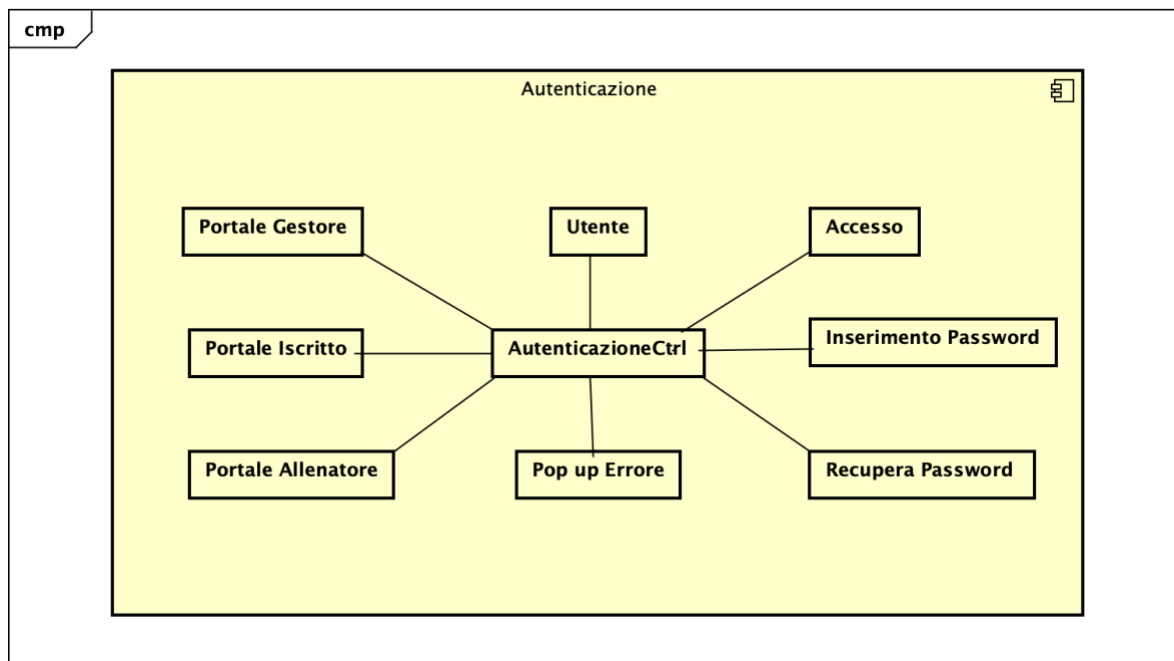 cmp
Autenticazione
Portale Gestore
Utente
Accesso
Portale Iscritto
AutenticazioneCtrl
Inserimento Password
Portale Allenatore
Pop up Errore
Recupera Password